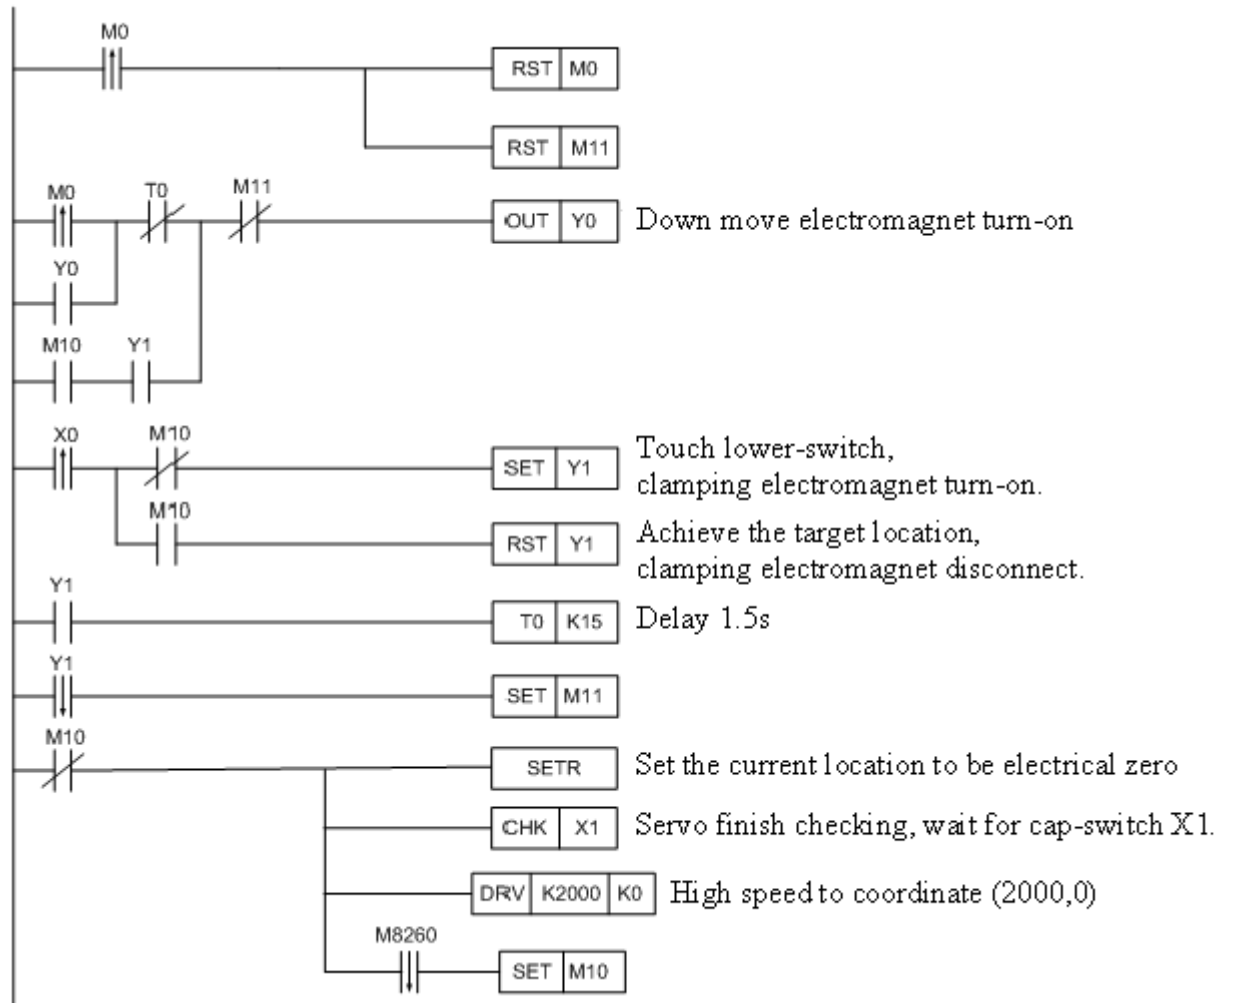 M0
RST M0
RST M11
M0 T0 M11
OUT Y0 Down move electromagnet turn-on
Y0
M10 Y1
X0 M10
SET Y1 Touch lower-switch,
clamping electromagnet turn-on.
M10
RST Y1 Achieve the target location,
clamping electromagnet disconnect.
Y1
T0 K15 Delay 1.5s
Y1
SET M11
M10
SETR Set the current location to be electrical zero
CHK X1 Servo finish checking, wait for cap-switch X1.
DRV K2000 K0 High speed to coordinate (2000,0)
M8260
SET M10